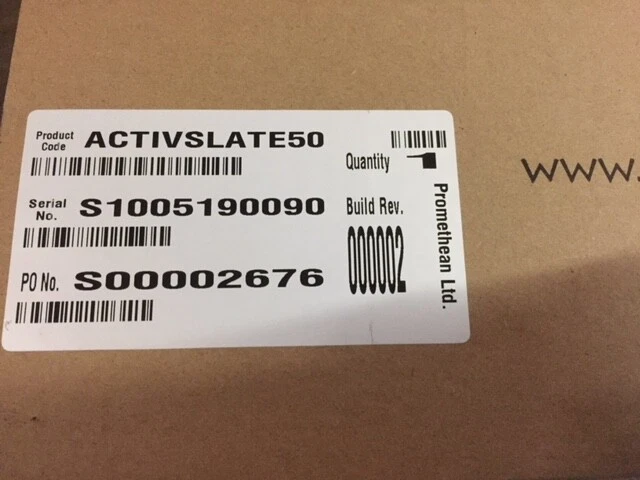 Product Code ACTIVSLATE50
Serial No. S1005190090
PO No. S00002676
Quantity 1
Build Rev.
000002
Promethean Ltd.
www.